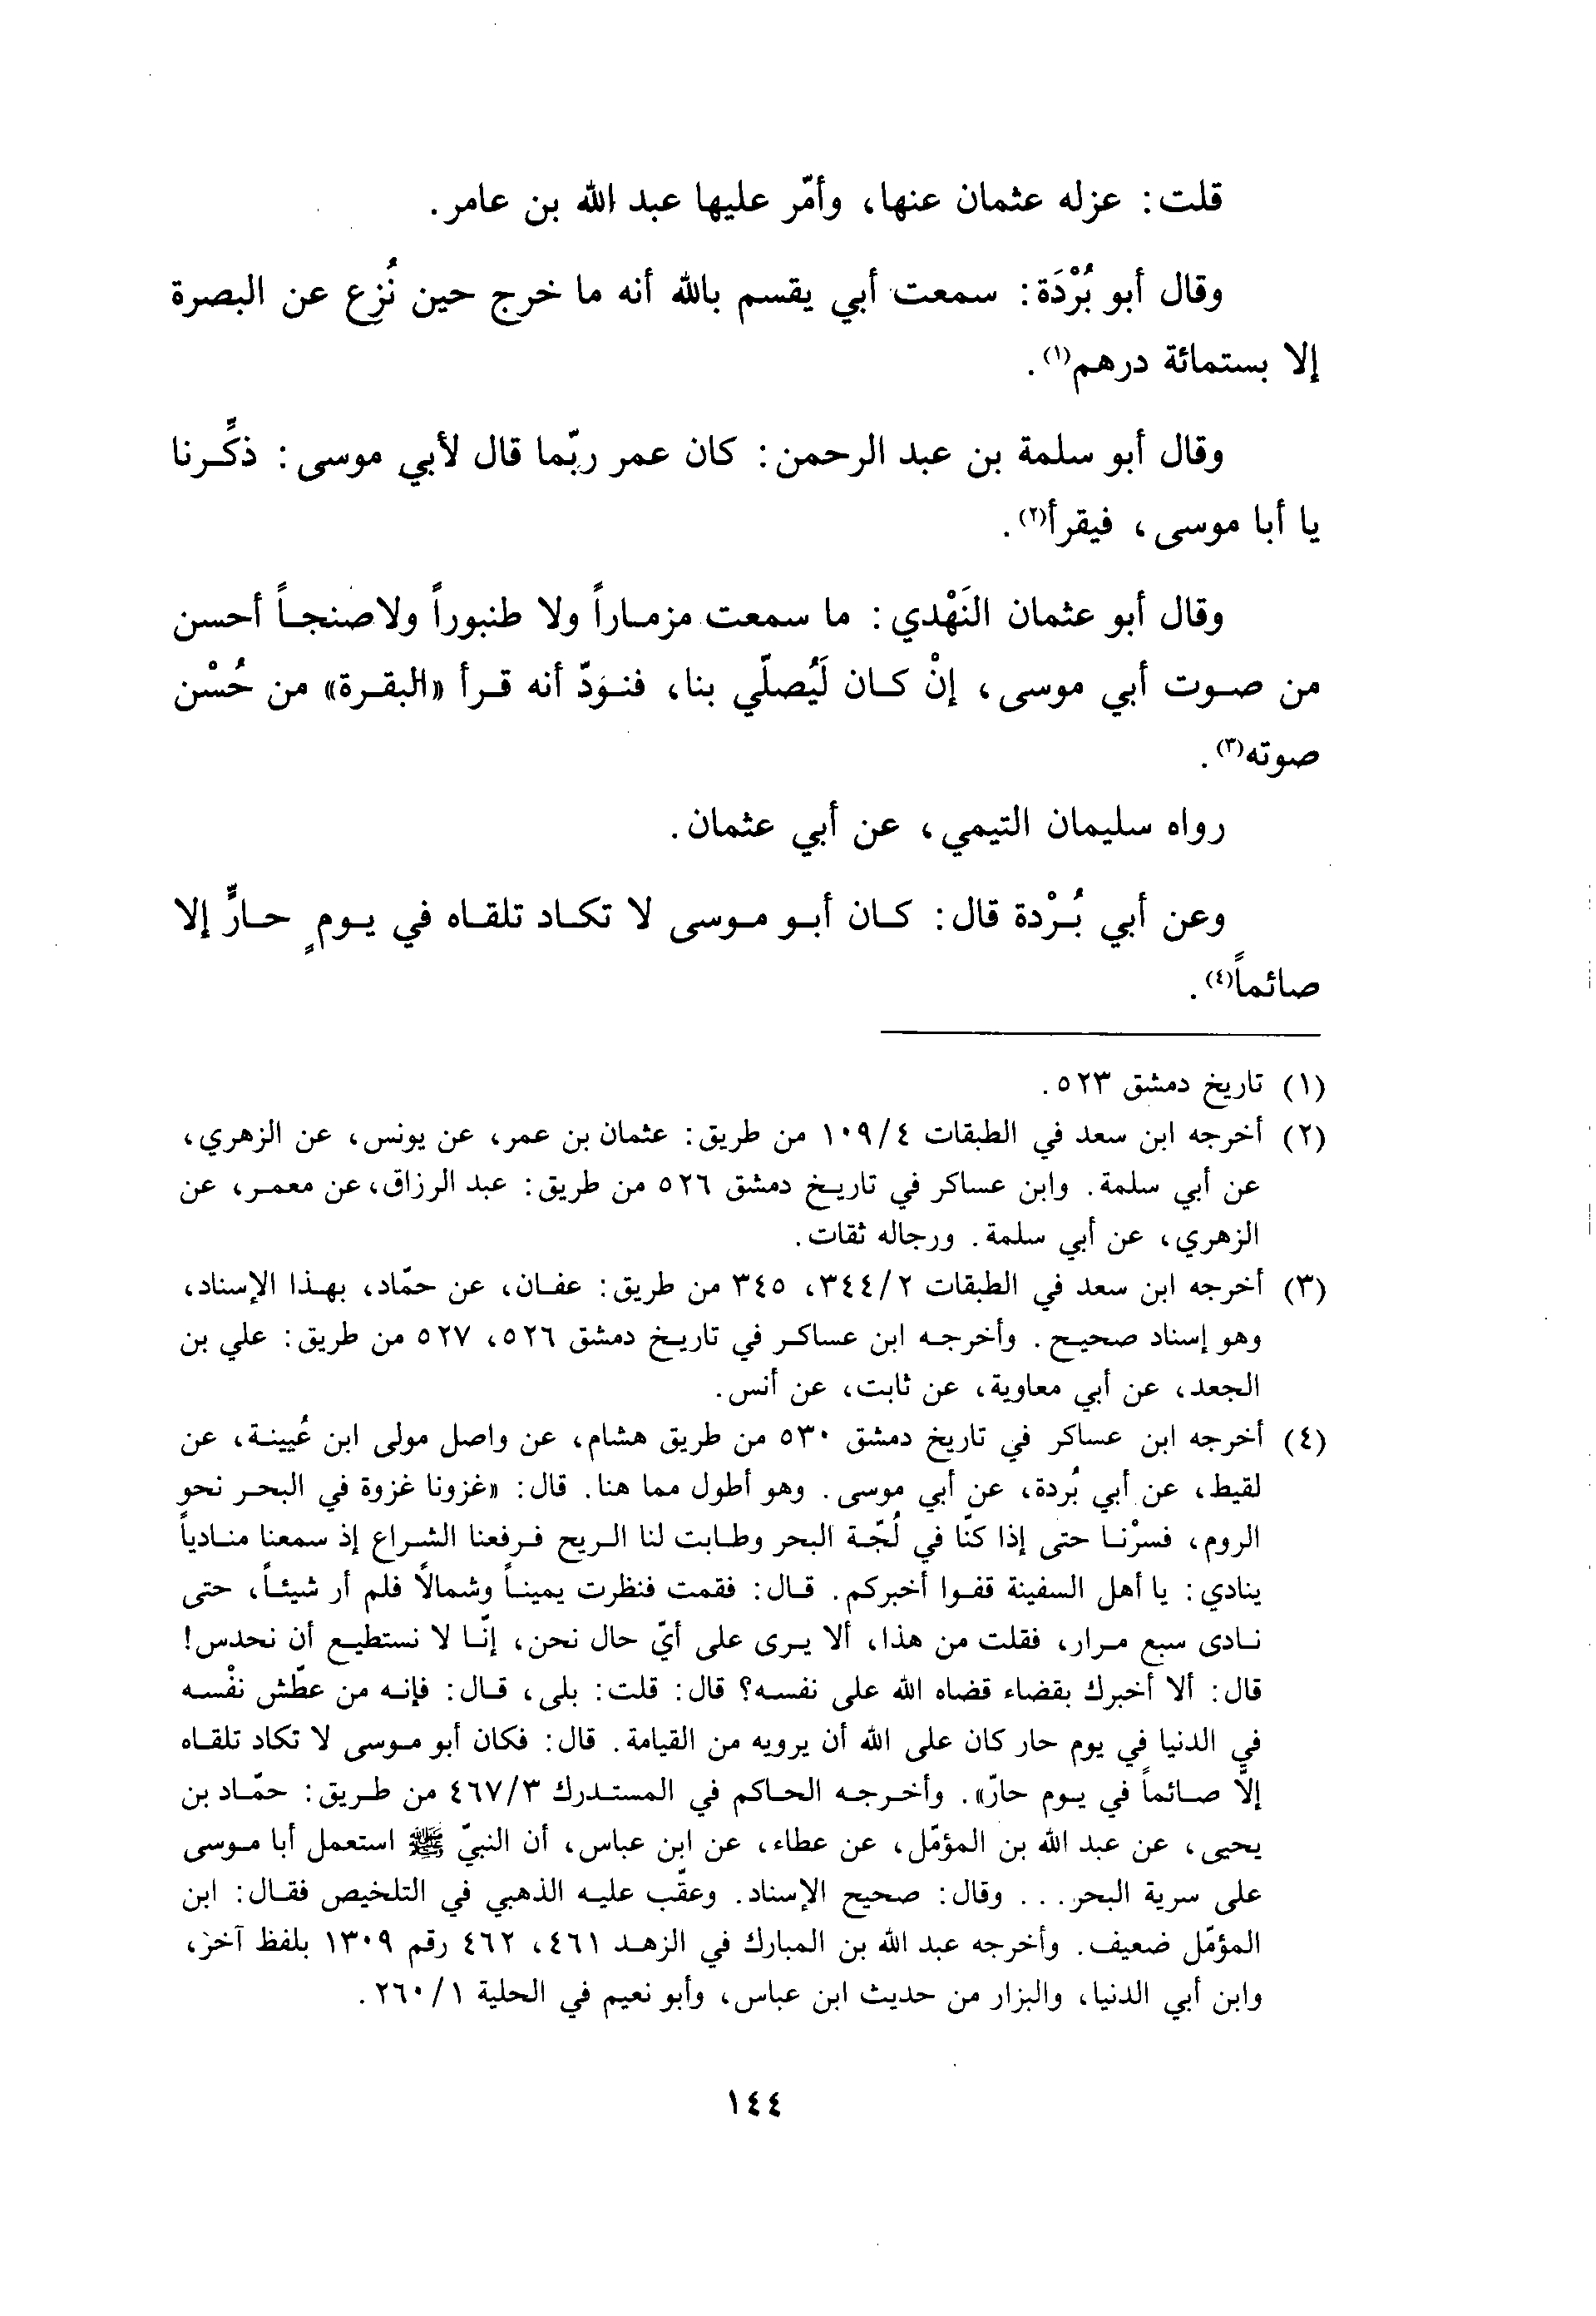 قلت: عزله عثمان عنها، وأمّر عليها عبد الله بن عامر.
وقال أبو بُرْدَة: سمعت أبي يقسم بالله أنه ما خرج حين نُزِع عن البصرة
إلا بستمائة درهم(١).
وقال أبو سلمة بن عبد الرحمن: كان عمر ربّما قال لأبي موسى: ذكِّرنا
يا أبا موسى، فيقرأ(٢).
وقال أبو عثمان النَهْدي: ما سمعت مزماراً ولا طنبوراً ولا صنجاً أحسن
من صوت أبي موسى، إنْ كان لَيُصلّي بنا، فنوَدّ أنه قرأ «البقرة» من حُسْن
صوته(٣).
رواه سليمان التيمي، عن أبي عثمان.
وعن أبي بُرْدة قال: كان أبو موسى لا تكاد تلقاه في يومٍ حارٍّ إلا
صائماً(٤).
(١) تاريخ دمشق ٥٢٣.
(٢) أخرجه ابن سعد في الطبقات ١٠٩/٤ من طريق: عثمان بن عمر، عن يونس، عن الزهري،
عن أبي سلمة. وابن عساكر في تاريخ دمشق ٥٢٦ من طريق: عبد الرزاق، عن معمر، عن
الزهري، عن أبي سلمة. ورجاله ثقات.
(٣) أخرجه ابن سعد في الطبقات ٣٤٤/٢، ٣٤٥ من طريق: عفان، عن حمّاد، بهذا الإسناد،
وهو إسناد صحيح. وأخرجه ابن عساكر في تاريخ دمشق ٥٢٦، ٥٢٧ من طريق: علي بن
الجعد، عن أبي معاوية، عن ثابت، عن أنس.
(٤) أخرجه ابن عساكر في تاريخ دمشق ٥٣٠ من طريق هشام، عن واصل مولى ابن عُيينة، عن
لقيط، عن أبي بُردة، عن أبي موسى. وهو أطول مما هنا. قال: «غزونا غزوة في البحر نحو
الروم، فسرْنا حتى إذا كنّا في لُجّة البحر وطابت لنا الريح فرفعنا الشراع إذ سمعنا منادياً
ينادي: يا أهل السفينة قفوا أخبركم. قال: فقمت فنظرت يميناً وشمالاً فلم أر شيئاً، حتى
نادى سبع مرار، فقلت من هذا، ألا يرى على أيّ حال نحن، إنّا لا نستطيع أن نحدس!
قال: ألا أخبرك بقضاء قضاه الله على نفسه؟ قال: قلت: بلى، قال: فإنه من عطّش نفْسه
في الدنيا في يوم حار كان على الله أن يرويه من القيامة. قال: فكان أبو موسى لا تكاد تلقاه
إلّا صائماً في يوم حارّ». وأخرجه الحاكم في المستدرك ٤٦٧/٣ من طريق: حمّاد بن
يحيى، عن عبد الله بن المؤمّل، عن عطاء، عن ابن عباس، أن النبيّ ﷺ استعمل أبا موسى
على سرية البحر... وقال: صحيح الإسناد. وعقّب عليه الذهبي في التلخيص فقال: ابن
المؤمّل ضعيف. وأخرجه عبد الله بن المبارك في الزهد ٤٦١، ٤٦٢ رقم ١٣٠٩ بلفظ آخر،
وابن أبي الدنيا، والبزار من حديث ابن عباس، وأبو نعيم في الحلية ٢٦٠/١.
١٤٤